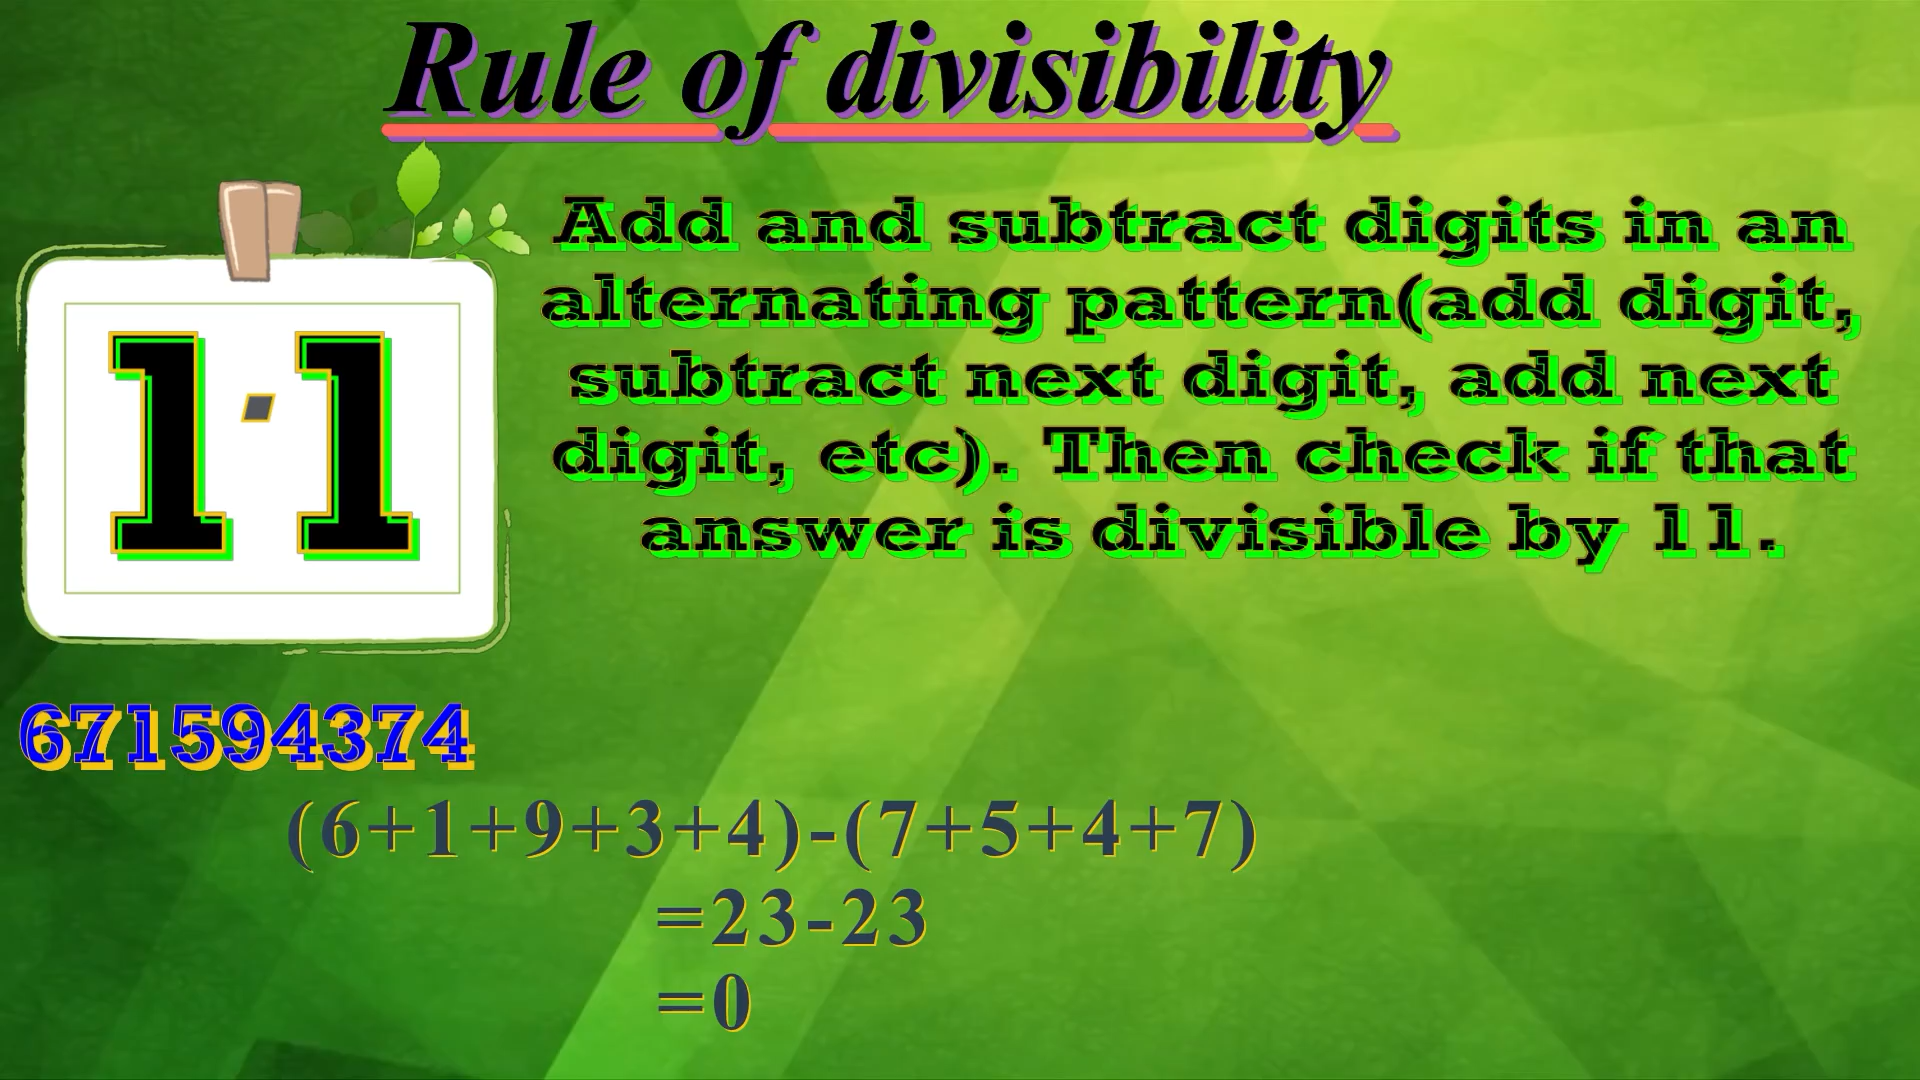 Rule of divisibility
11
Add and subtract digits in an
alternating pattern(add digit,
subtract next digit, add next
digit, etc). Then check if that
answer is divisible by 11.
671594374
(6+1+9+3+4)-(7+5+4+7)
=23-23
=0